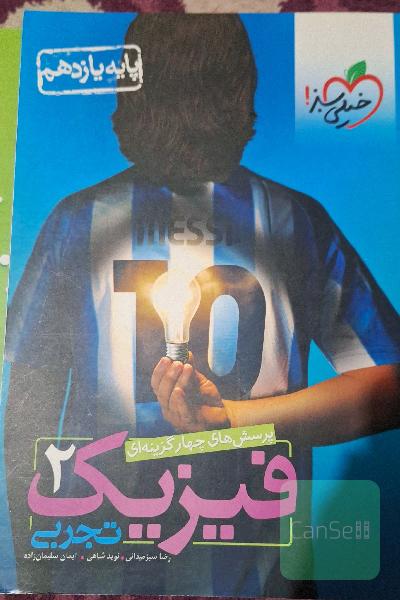 پایه یازدهم
خیلی سبز!
MESSI
10
پرسش‌های چهارگزینه‌ای
فیزیک ۲
تجربی
رضا سبزمیدانی • نوید شاهی • ایمان سلیمان‌زاده
CanSell